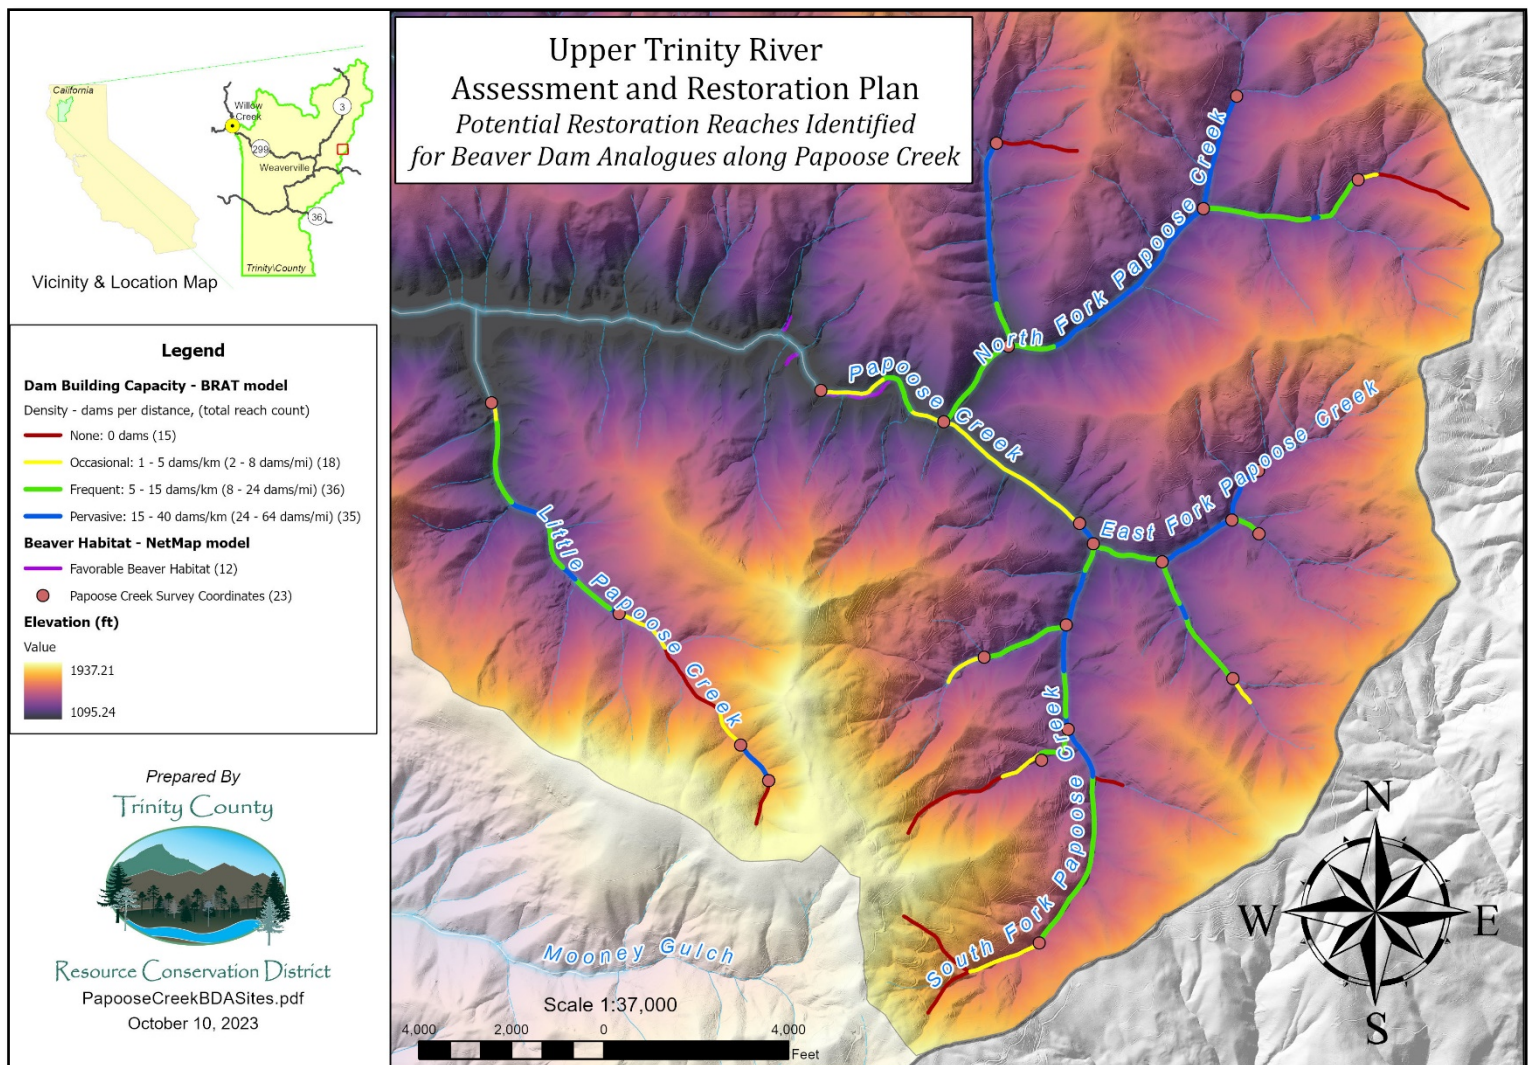 Upper Trinity River
Assessment and Restoration Plan
Potential Restoration Reaches Identified
for Beaver Dam Analogues along Papoose Creek
California
Willow
Creek
3
299
Weaverville
36
Trinity\County
Vicinity & Location Map
Legend
Dam Building Capacity - BRAT model
Density - dams per distance, (total reach count)
None: 0 dams (15)
Occasional: 1 - 5 dams/km (2 - 8 dams/mi) (18)
Frequent: 5 - 15 dams/km (8 - 24 dams/mi) (36)
Pervasive: 15 - 40 dams/km (24 - 64 dams/mi) (35)
Beaver Habitat - NetMap model
Favorable Beaver Habitat (12)
Papoose Creek Survey Coordinates (23)
Elevation (ft)
Value
1937.21
1095.24
Prepared By
Trinity County
Resource Conservation District
PapooseCreekBDASites.pdf
October 10, 2023
North Fork Papoose Creek
Papoose Creek
East Fork Papoose Creek
Little Papoose Creek
South Fork Papoose Creek
Mooney Gulch
Scale 1:37,000
4,000 2,000 0 4,000
Feet
N
W E
S